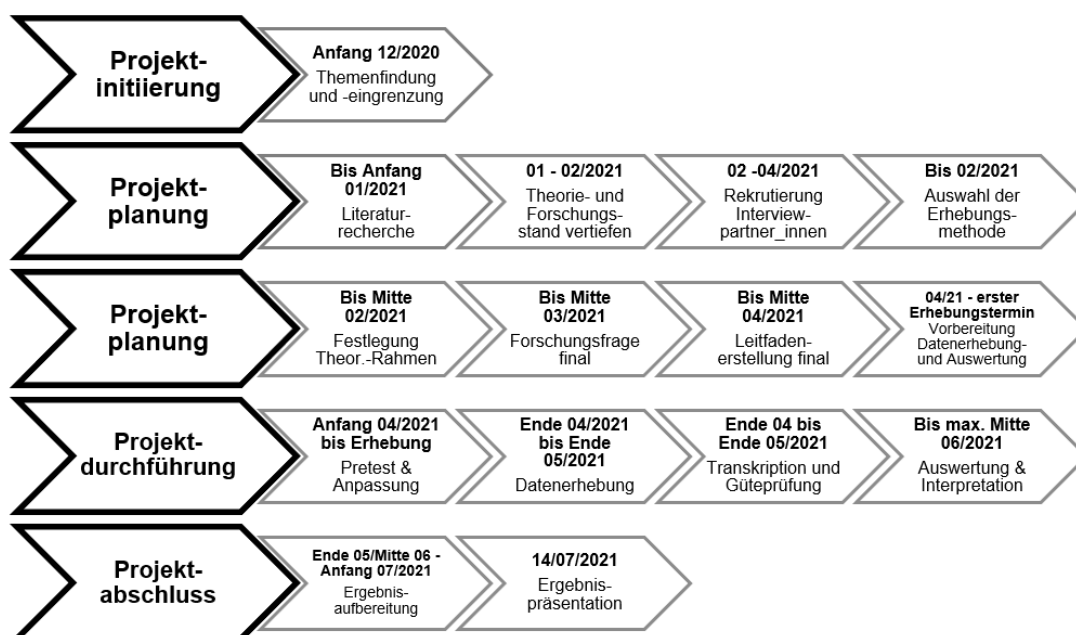 Projekt-
initiierung
Anfang 12/2020
Themenfindung
und -eingrenzung
Projekt-
planung
Bis Anfang
01/2021
Literatur-
recherche
01 - 02/2021
Theorie- und
Forschungs-
stand vertiefen
02 -04/2021
Rekrutierung
Interview-
partner_innen
Bis 02/2021
Auswahl der
Erhebungs-
methode
Projekt-
planung
Bis Mitte
02/2021
Festlegung
Theor.-Rahmen
Bis Mitte
03/2021
Forschungsfrage
final
Bis Mitte
04/2021
Leitfaden-
erstellung final
04/21 - erster
Erhebungstermin
Vorbereitung
Datenerhebung-
und Auswertung
Projekt-
durchführung
Anfang 04/2021
bis Erhebung
Pretest &
Anpassung
Ende 04/2021
bis Ende
05/2021
Datenerhebung
Ende 04 bis
Ende 05/2021
Transkription und
Güteprüfung
Bis max. Mitte
06/2021
Auswertung &
Interpretation
Projekt-
abschluss
Ende 05/Mitte 06 -
Anfang 07/2021
Ergebnis-
aufbereitung
14/07/2021
Ergebnis-
präsentation